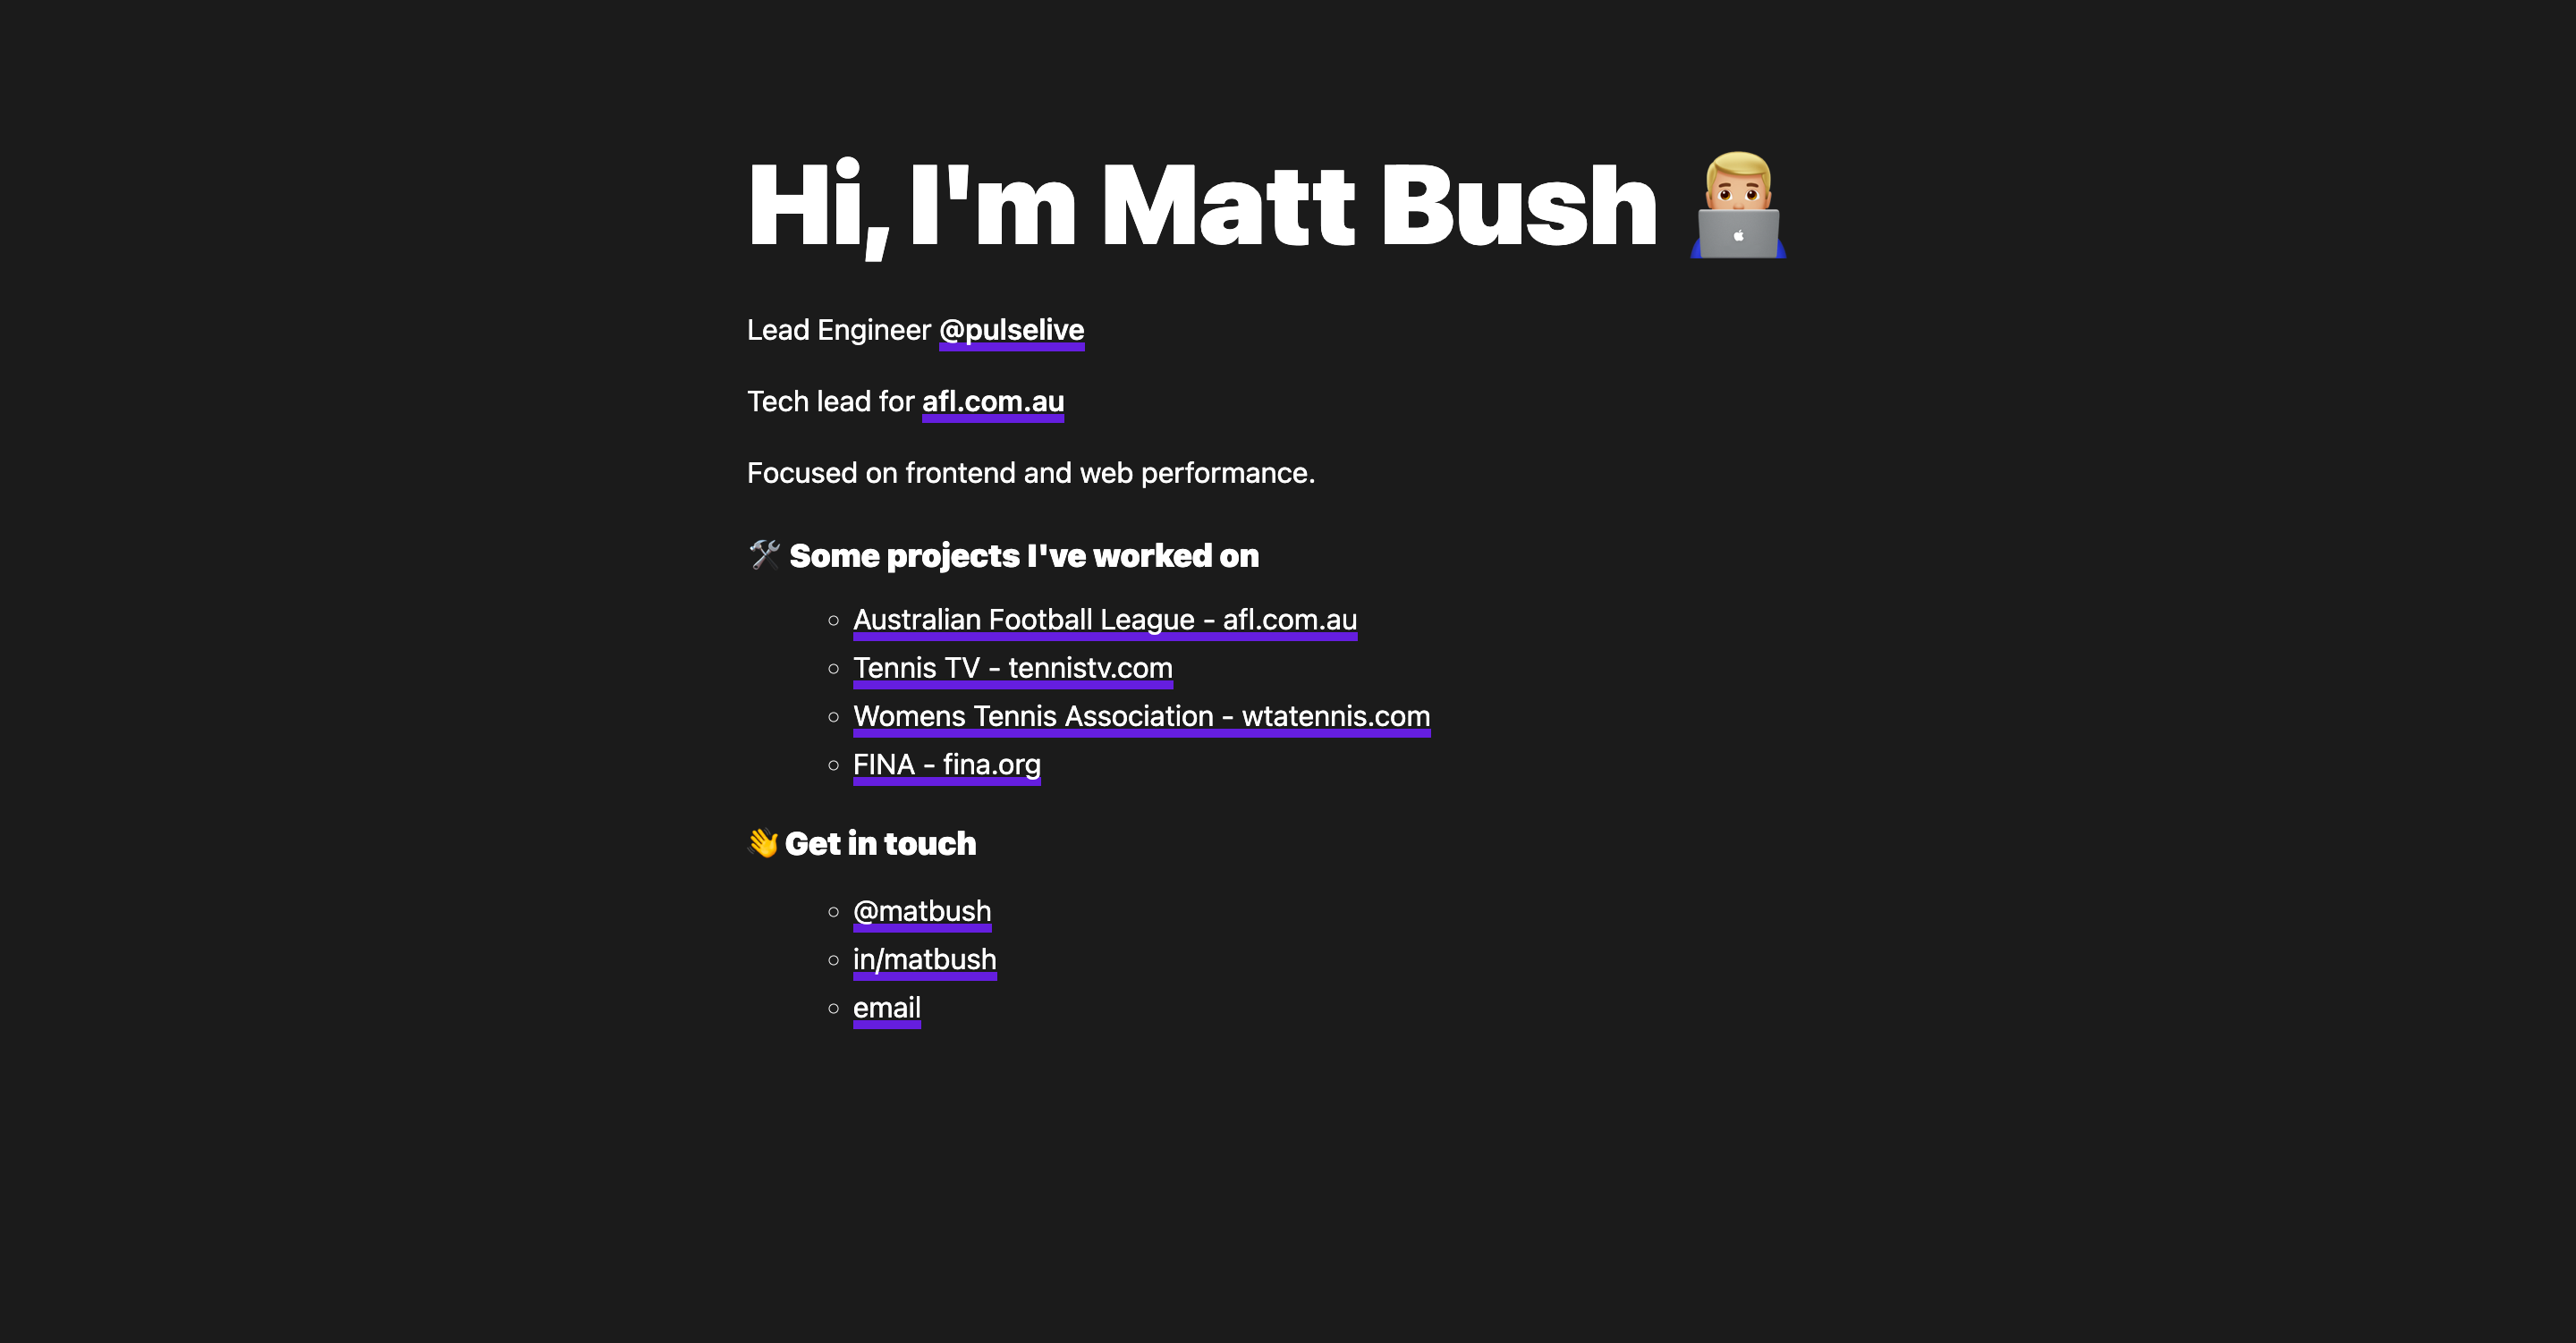 Hi, I'm Matt Bush 👨🏼‍💻
Lead Engineer @pulselive
Tech lead for afl.com.au
Focused on frontend and web performance.
🛠 Some projects I've worked on
Australian Football League - afl.com.au
Tennis TV - tennistv.com
Womens Tennis Association - wtatennis.com
FINA - fina.org
👋 Get in touch
@matbush
in/matbush
email